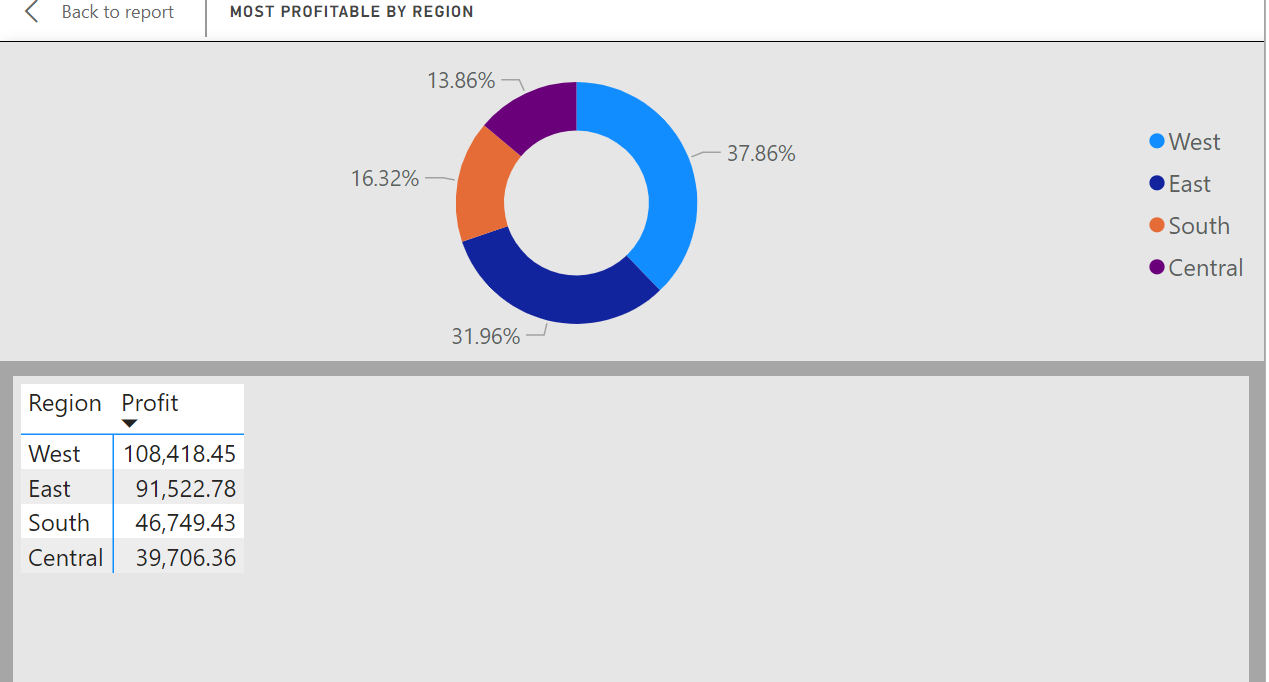 Back to report
MOST PROFITABLE BY REGION
13.86%
37.86%
16.32%
31.96%
West
East
South
Central
Region Profit
West 108,418.45
East 91,522.78
South 46,749.43
Central 39,706.36